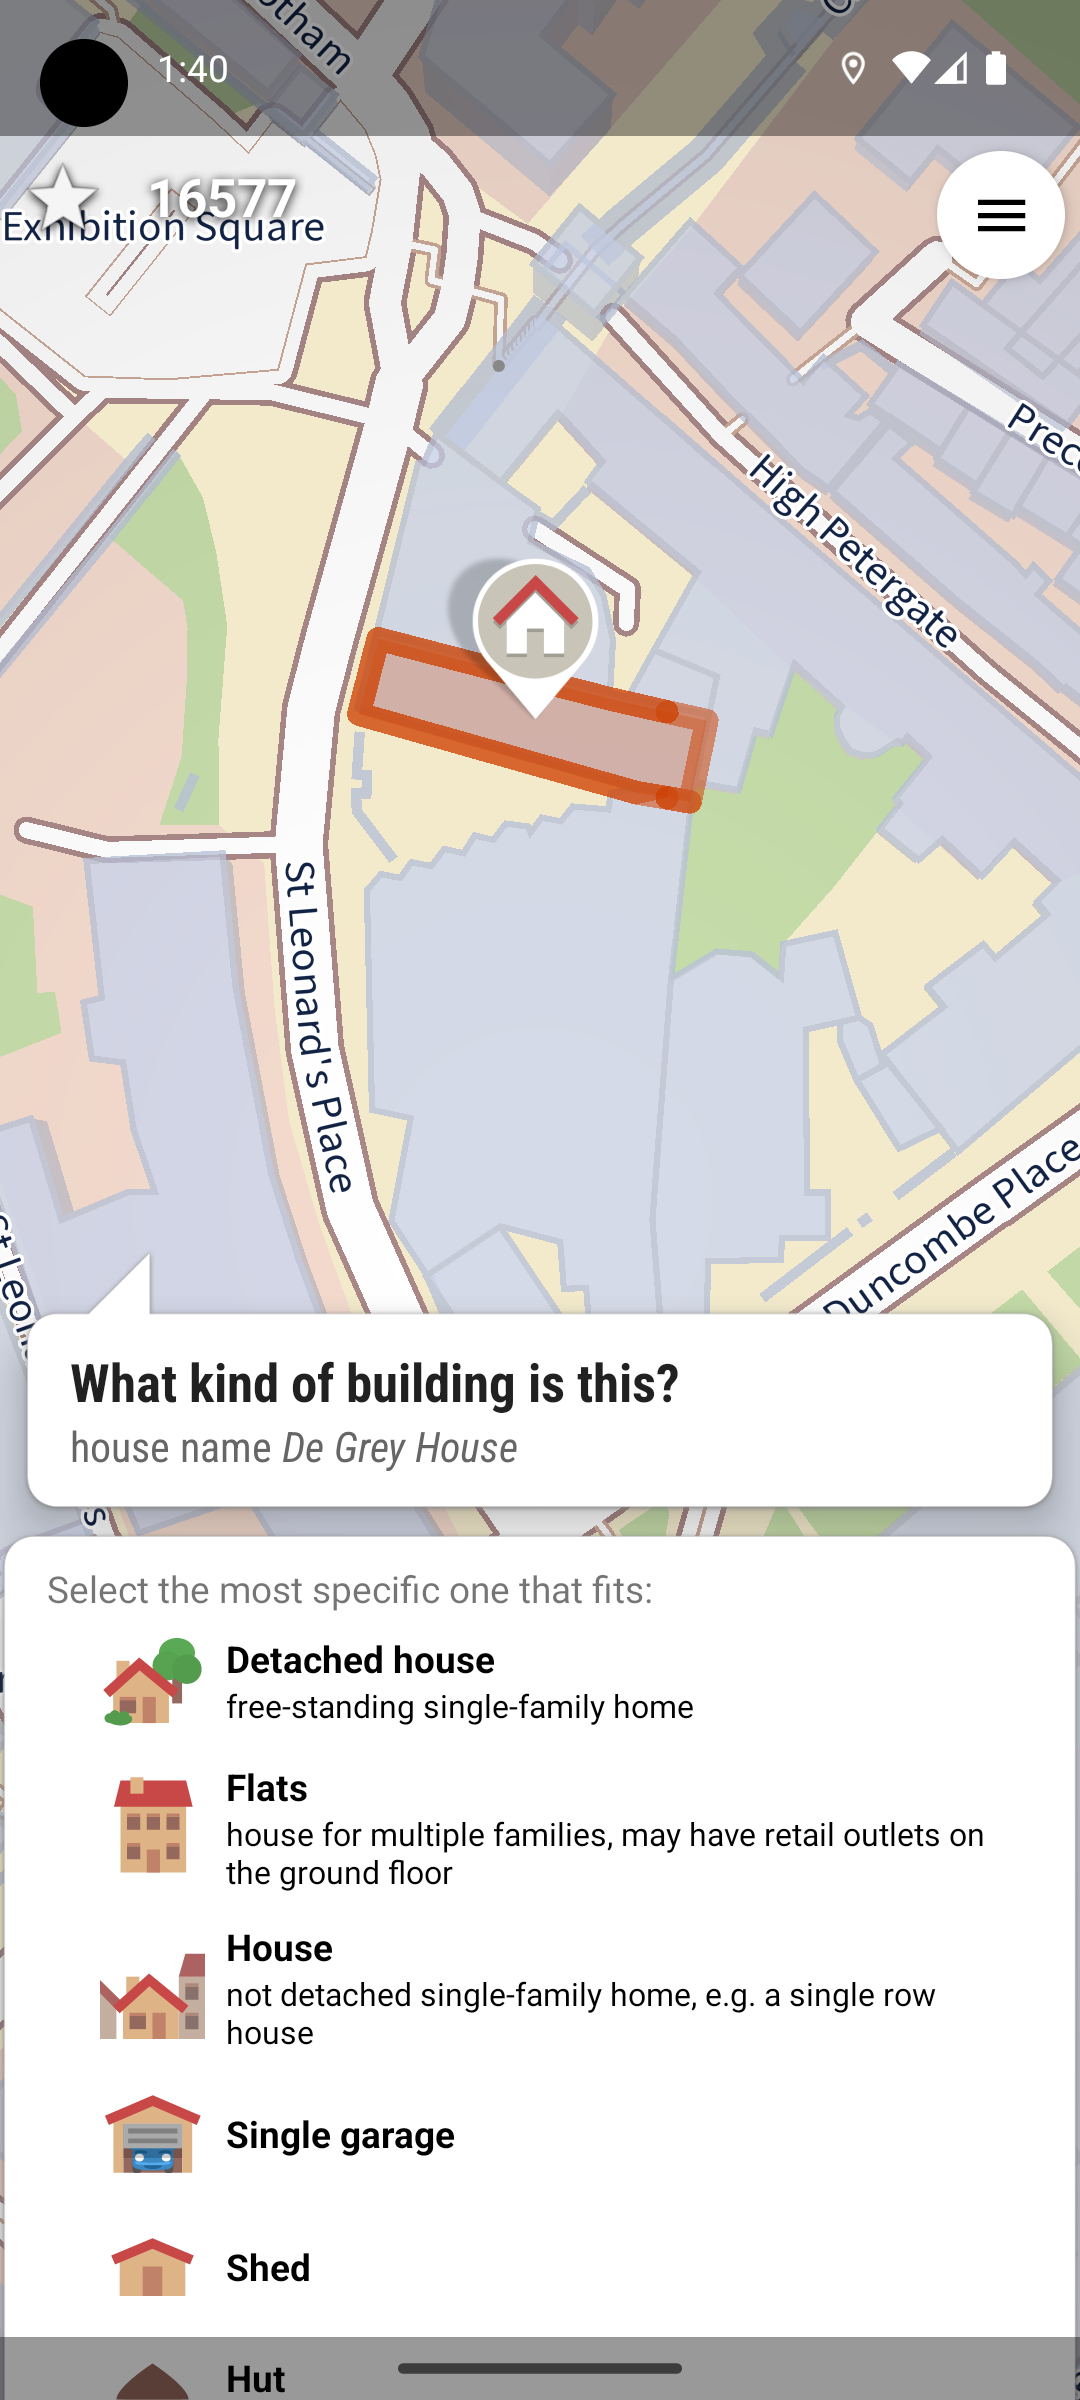 1:40
16577
Exhibition Square
High Petergate
St Leonard's Place
Duncombe Place
What kind of building is this?
house name De Grey House
Select the most specific one that fits:
Detached house
free-standing single-family home
Flats
house for multiple families, may have retail outlets on
the ground floor
House
not detached single-family home, e.g. a single row
house
Single garage
Shed
Hut